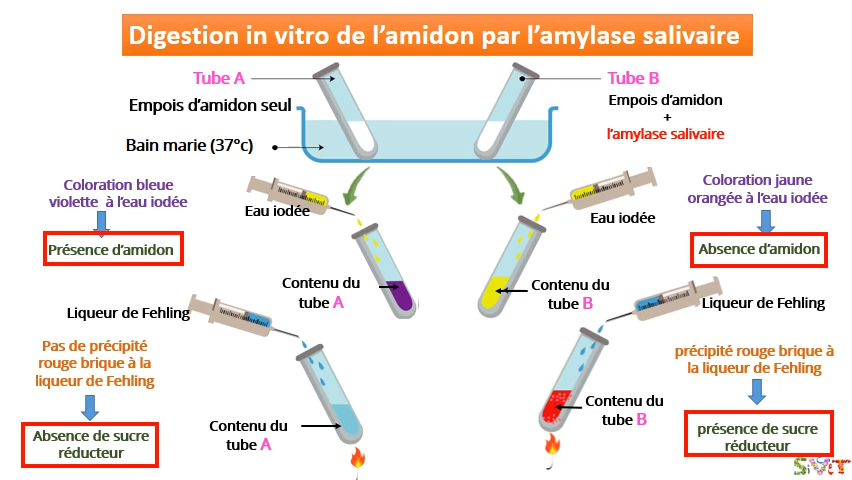 Digestion in vitro de l'amidon par l'amylase salivaire
Tube A
Empois d'amidon seul
Bain marie (37°c)
Tube B
Empois d'amidon
+
l'amylase salivaire
Coloration bleue
violette à l'eau iodée
Présence d'amidon
Eau iodée
Contenu du
tube A
Eau iodée
Contenu du
tube B
Coloration jaune
orangée à l'eau iodée
Absence d'amidon
Liqueur de Fehling
Pas de précipité
rouge brique à la
liqueur de Fehling
Absence de sucre
réducteur
Contenu du
tube A
Liqueur de Fehling
Contenu du
tube B
précipité rouge brique à
la liqueur de Fehling
présence de sucre
réducteur